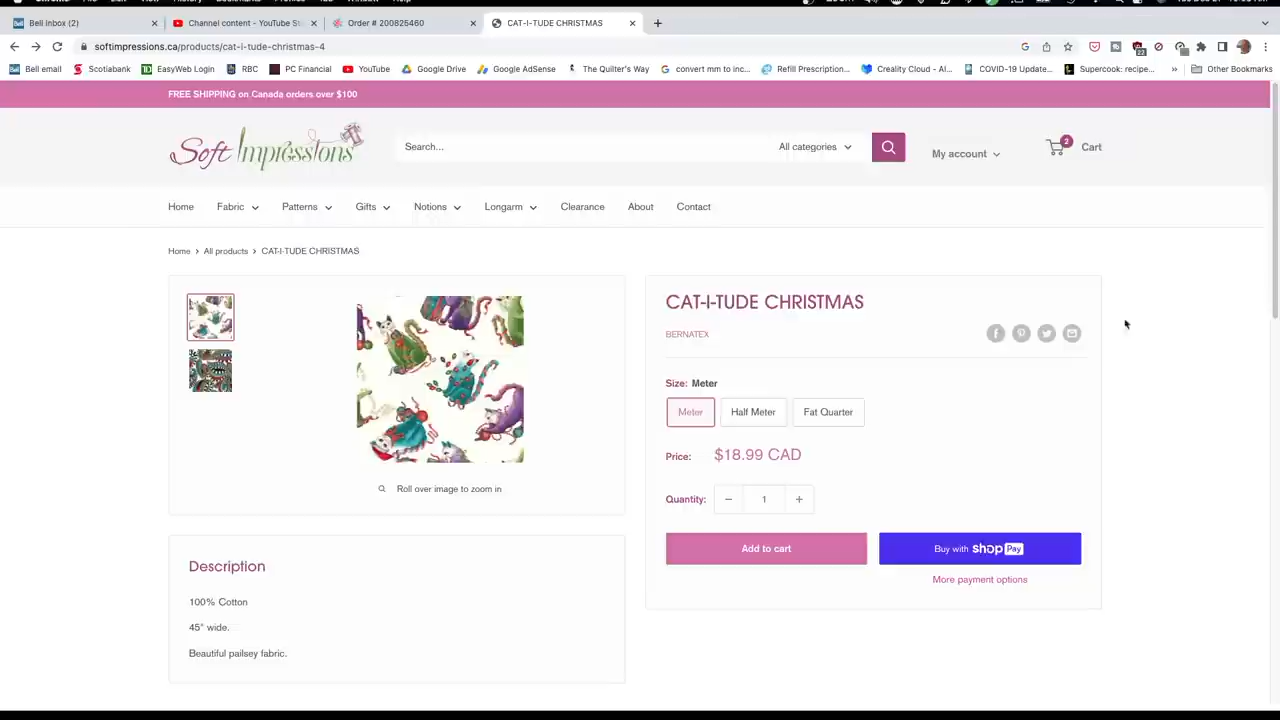 Bell Inbox (2)
Channel content - YouTube St
Order # 200825460
CAT-I-TUDE CHRISTMAS
softimpressions.ca/products/cat-i-tude-christmas-4
Bell email
Scotiabank
EasyWeb Login
RBC
PC Financial
YouTube
Google Drive
Google AdSense
The Quilter's Way
convert mm to inc...
Refill Prescription...
Creality Cloud - Al...
COVID-19 Update...
Supercook: recipe...
Other Bookmarks
FREE SHIPPING on Canada orders over $100
Soft Impressions
Search...
All categories
My account
2
Cart
Home
Fabric
Patterns
Gifts
Notions
Longarm
Clearance
About
Contact
Home > All products > CAT-I-TUDE CHRISTMAS
CAT-I-TUDE CHRISTMAS
BERNATEX
Size: Meter
Meter
Half Meter
Fat Quarter
Price: $18.99 CAD
Quantity: − 1 +
Add to cart
Buy with shop Pay
More payment options
Roll over image to zoom in
Description
100% Cotton
45" wide.
Beautiful pailsey fabric.